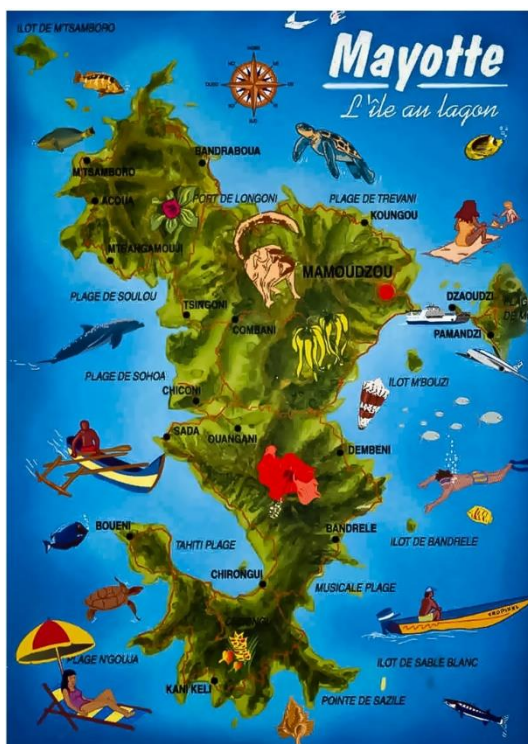 ILOT DE M'TSAMBORO
Mayotte
L'île au lagon
BANDRABOUA
M'TSAMBORO
ACOUA
PORT DE LONGONI
PLAGE DE TREVANI
KOUNGOU
M'TRANGAMOUJI
MAMOUDZOU
PLAGE DE SOULOU
TSINGONI
DZAOUDZI
COMBANI
PAMANDZI
PLAGE DE SOHOA
ILOT M'BOUZI
CHICONI
SADA
OUANGANI
DEMBENI
BOUENI
TAHITI PLAGE
BANDRELE
ILOT DE BANDRELE
CHIRONGUI
MUSICALE PLAGE
PLAGE N'GOUJA
ILOT DE SABLE BLANC
KANI KELI
POINTE DE SAZILE